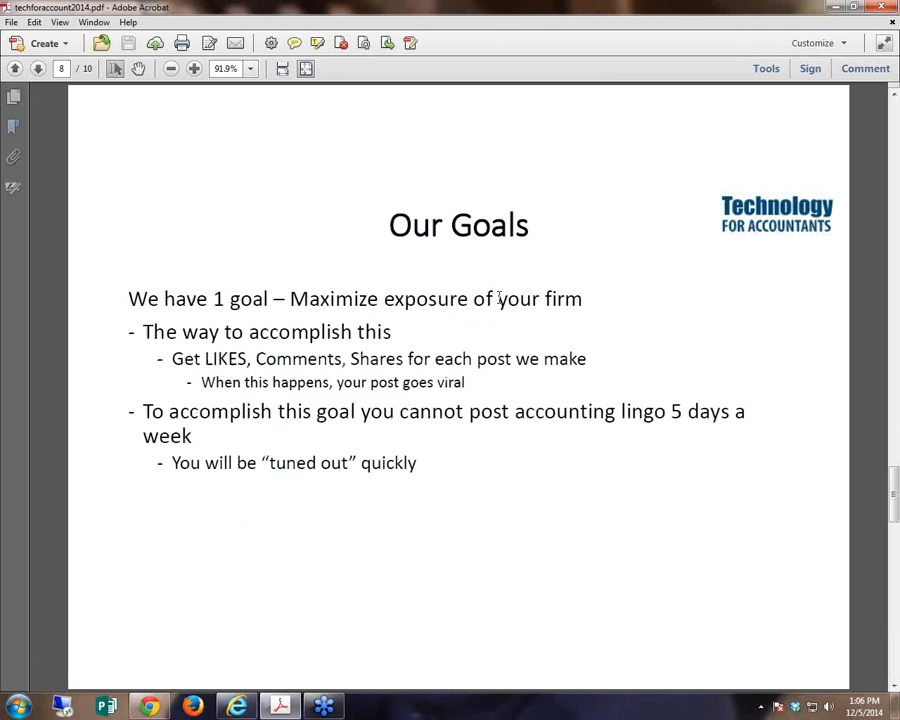 techforaccount2014.pdf - Adobe Acrobat
File Edit View Window Help
Create Customize
8 / 10 91.9% Tools Sign Comment
Technology
FOR ACCOUNTANTS
Our Goals
We have 1 goal – Maximize exposure of your firm
- The way to accomplish this
- Get LIKES, Comments, Shares for each post we make
- When this happens, your post goes viral
- To accomplish this goal you cannot post accounting lingo 5 days a
week
- You will be “tuned out” quickly
1:06 PM
12/5/2014